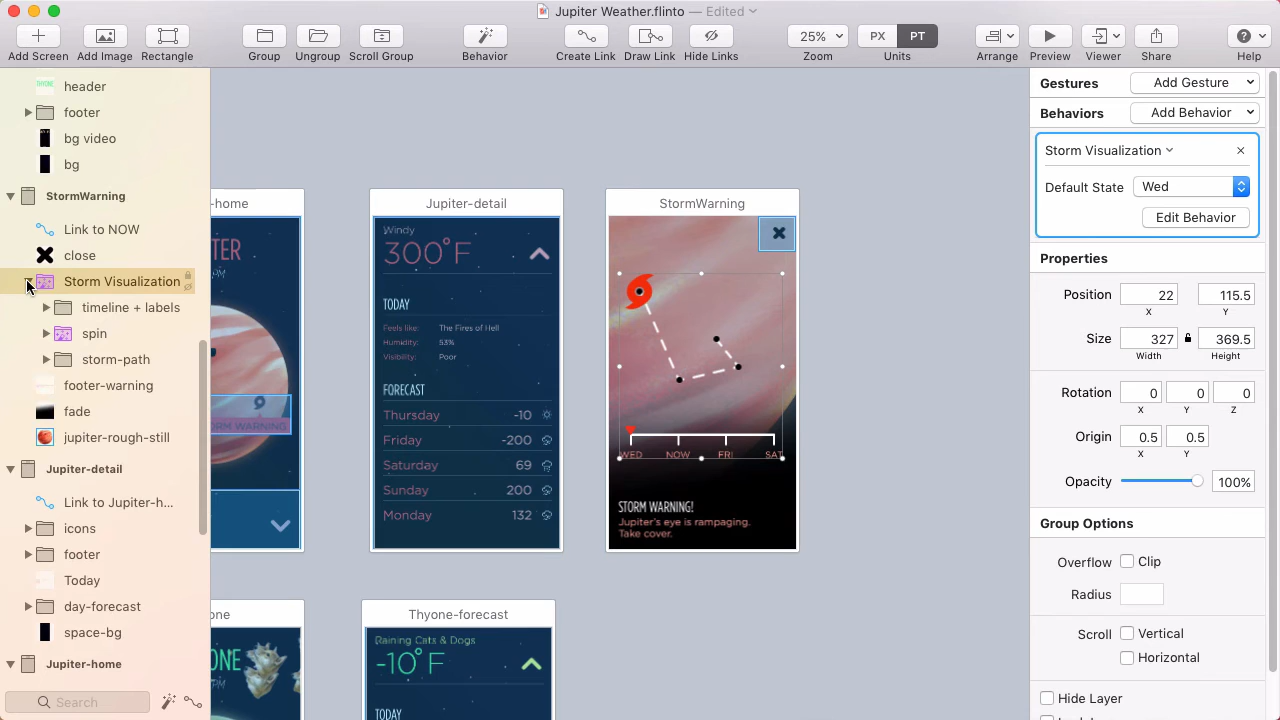 Jupiter Weather.flinto — Edited
Add Screen
Add Image
Rectangle
Group
Ungroup
Scroll Group
Behavior
Create Link
Draw Link
Hide Links
25%
Zoom
PX
PT
Units
Arrange
Preview
Viewer
Share
Help
header
footer
bg video
bg
StormWarning
Link to NOW
close
Storm Visualization
timeline + labels
spin
storm-path
footer-warning
fade
jupiter-rough-still
Jupiter-detail
Link to Jupiter-h...
icons
footer
Today
day-forecast
space-bg
Jupiter-home
Search
-home
Jupiter-detail
Windy
300°F
TODAY
Feels like: The Fires of Hell
Humidity: 53%
Visibility: Poor
FORECAST
Thursday -10
Friday -200
Saturday 69
Sunday 200
Monday 132
StormWarning
WED NOW FRI SAT
STORM WARNING!
Jupiter's eye is rampaging.
Take cover.
Thyone-forecast
Raining Cats & Dogs
-10°F
TODAY
Gestures
Add Gesture
Behaviors
Add Behavior
Storm Visualization
Default State Wed
Edit Behavior
Properties
Position 22 115.5
X Y
Size 327 369.5
Width Height
Rotation 0 0 0
X Y Z
Origin 0.5 0.5
X Y
Opacity 100%
Group Options
Overflow Clip
Radius
Scroll Vertical
Horizontal
Hide Layer